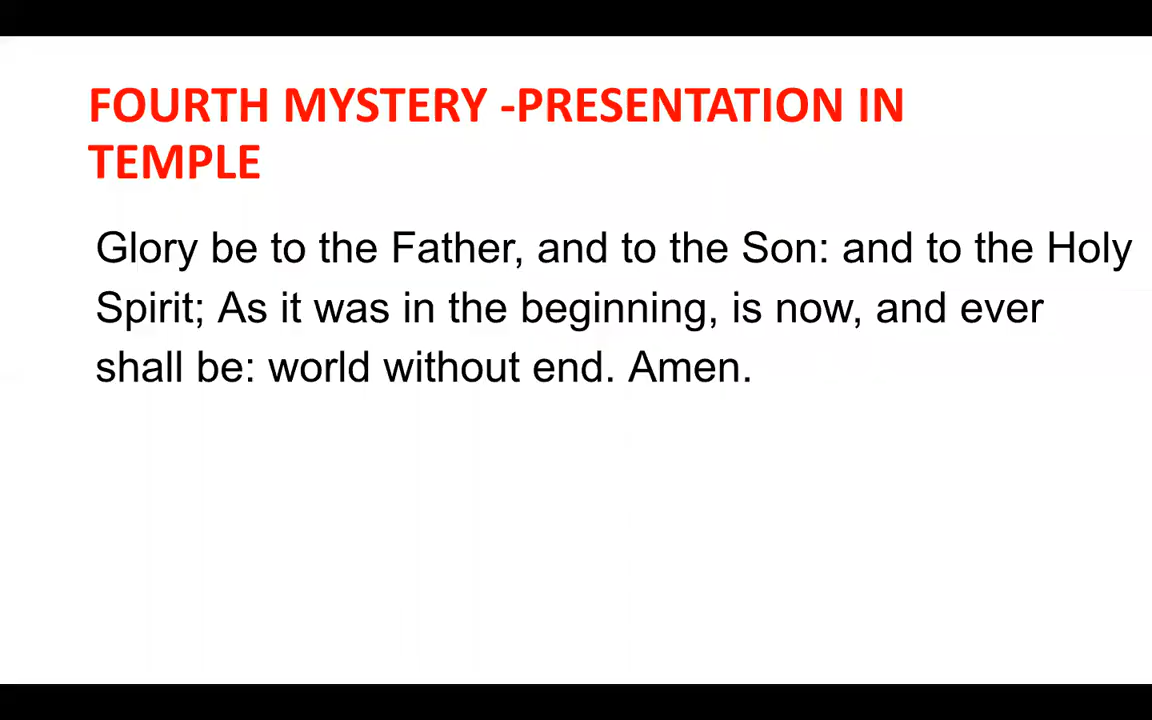 FOURTH MYSTERY -PRESENTATION IN
TEMPLE
Glory be to the Father, and to the Son: and to the Holy
Spirit; As it was in the beginning, is now, and ever
shall be: world without end. Amen.